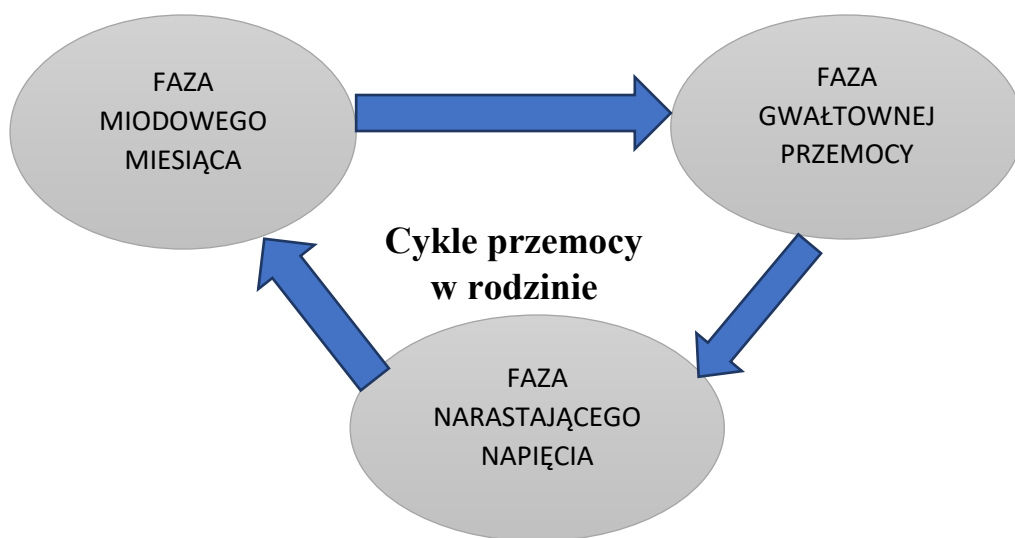 FAZA
MIODOWEGO
MIESIĄCA
FAZA
GWAŁTOWNEJ
PRZEMOCY
Cykle przemocy
w rodzinie
FAZA
NARASTAJĄCEGO
NAPIĘCIA